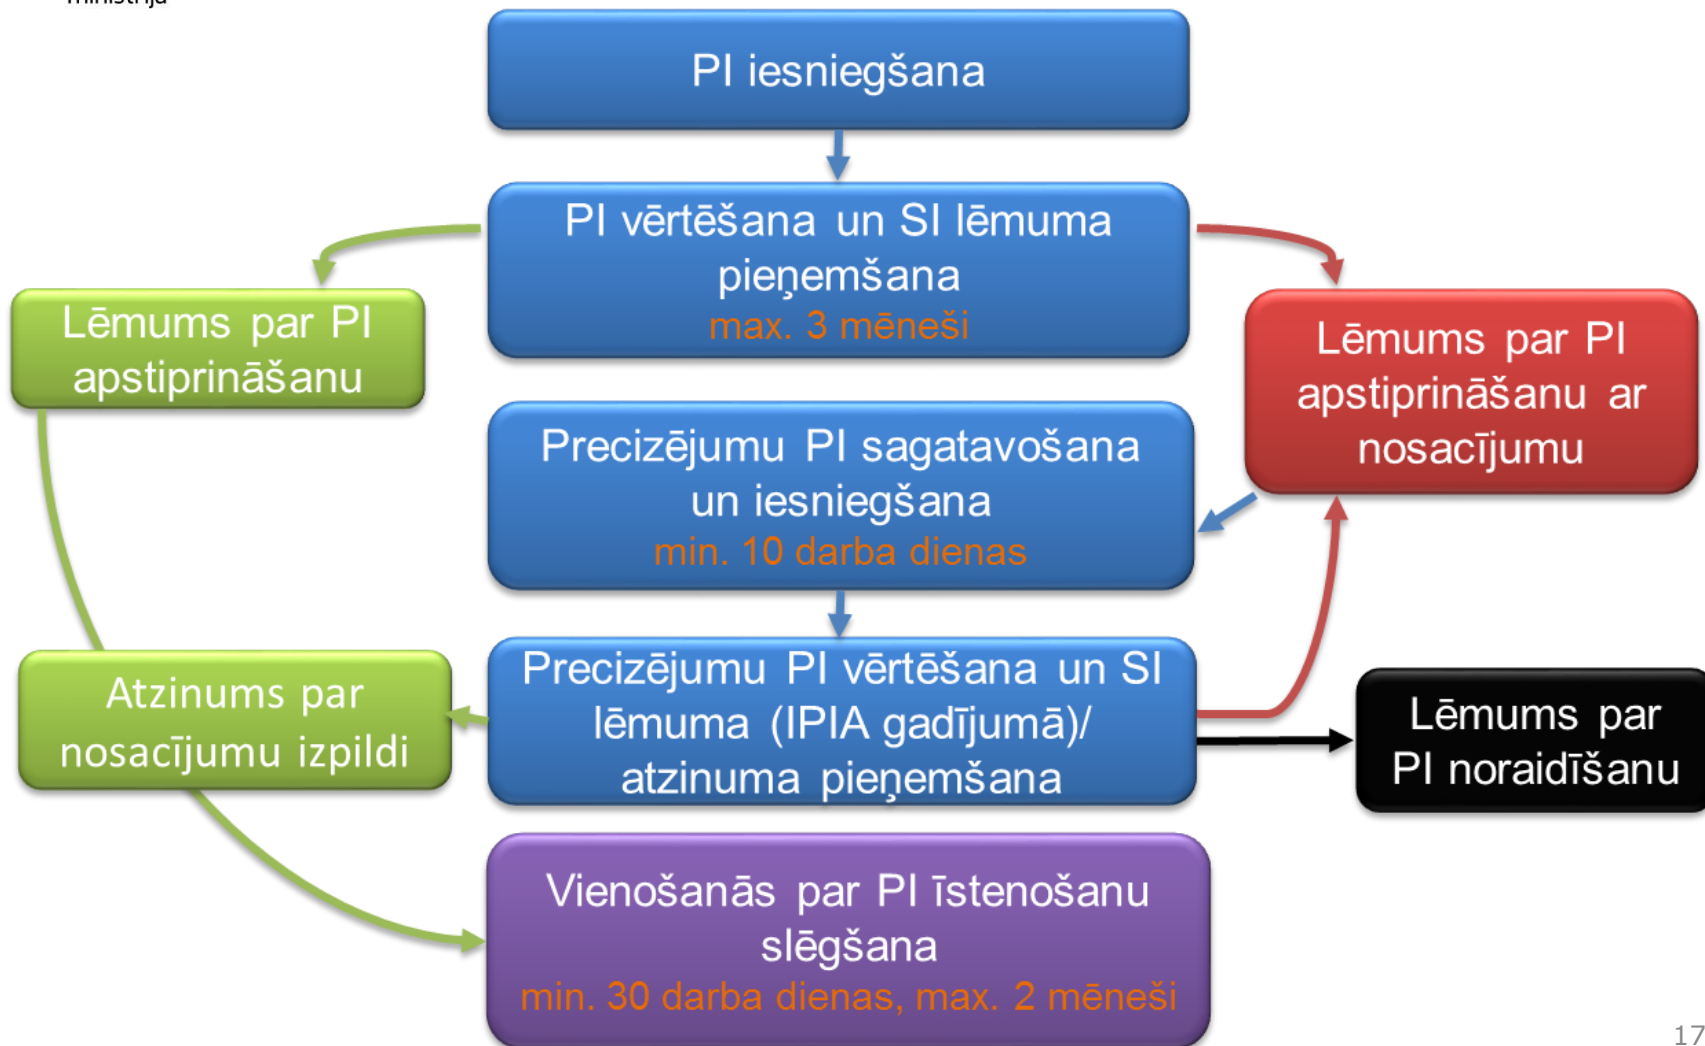 ministrija
PI iesniegšana
PI vērtēšana un SI lēmuma
pieņemšana
max. 3 mēneši
Lēmums par PI
apstiprināšanu
Lēmums par PI
apstiprināšanu ar
nosacījumu
Precizējumu PI sagatavošana
un iesniegšana
min. 10 darba dienas
Precizējumu PI vērtēšana un SI
lēmuma (IPIA gadījumā)/
atzinuma pieņemšana
Atzinums par
nosacījumu izpildi
Lēmums par
PI noraidīšanu
Vienošanās par PI īstenošanu
slēgšana
min. 30 darba dienas, max. 2 mēneši
17